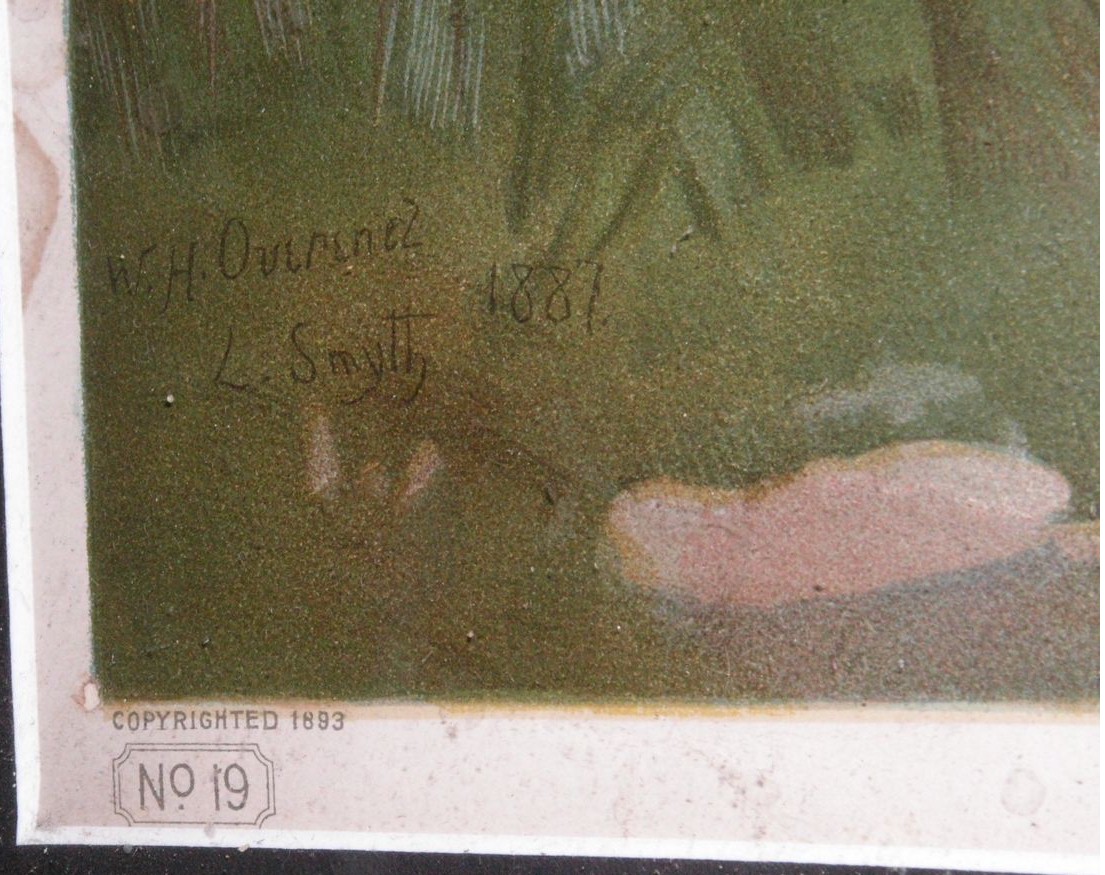 W. H. Overend
1887.
L. Smyth
COPYRIGHTED 1893
No 19